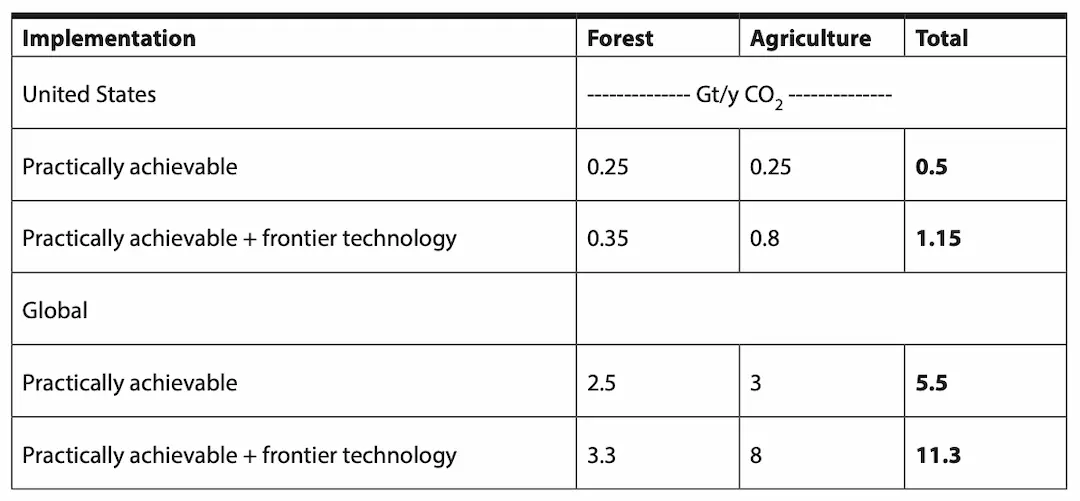 Implementation Forest Agriculture Total
United States -------------- Gt/y CO₂ --------------
Practically achievable 0.25 0.25 0.5
Practically achievable + frontier technology 0.35 0.8 1.15
Global
Practically achievable 2.5 3 5.5
Practically achievable + frontier technology 3.3 8 11.3